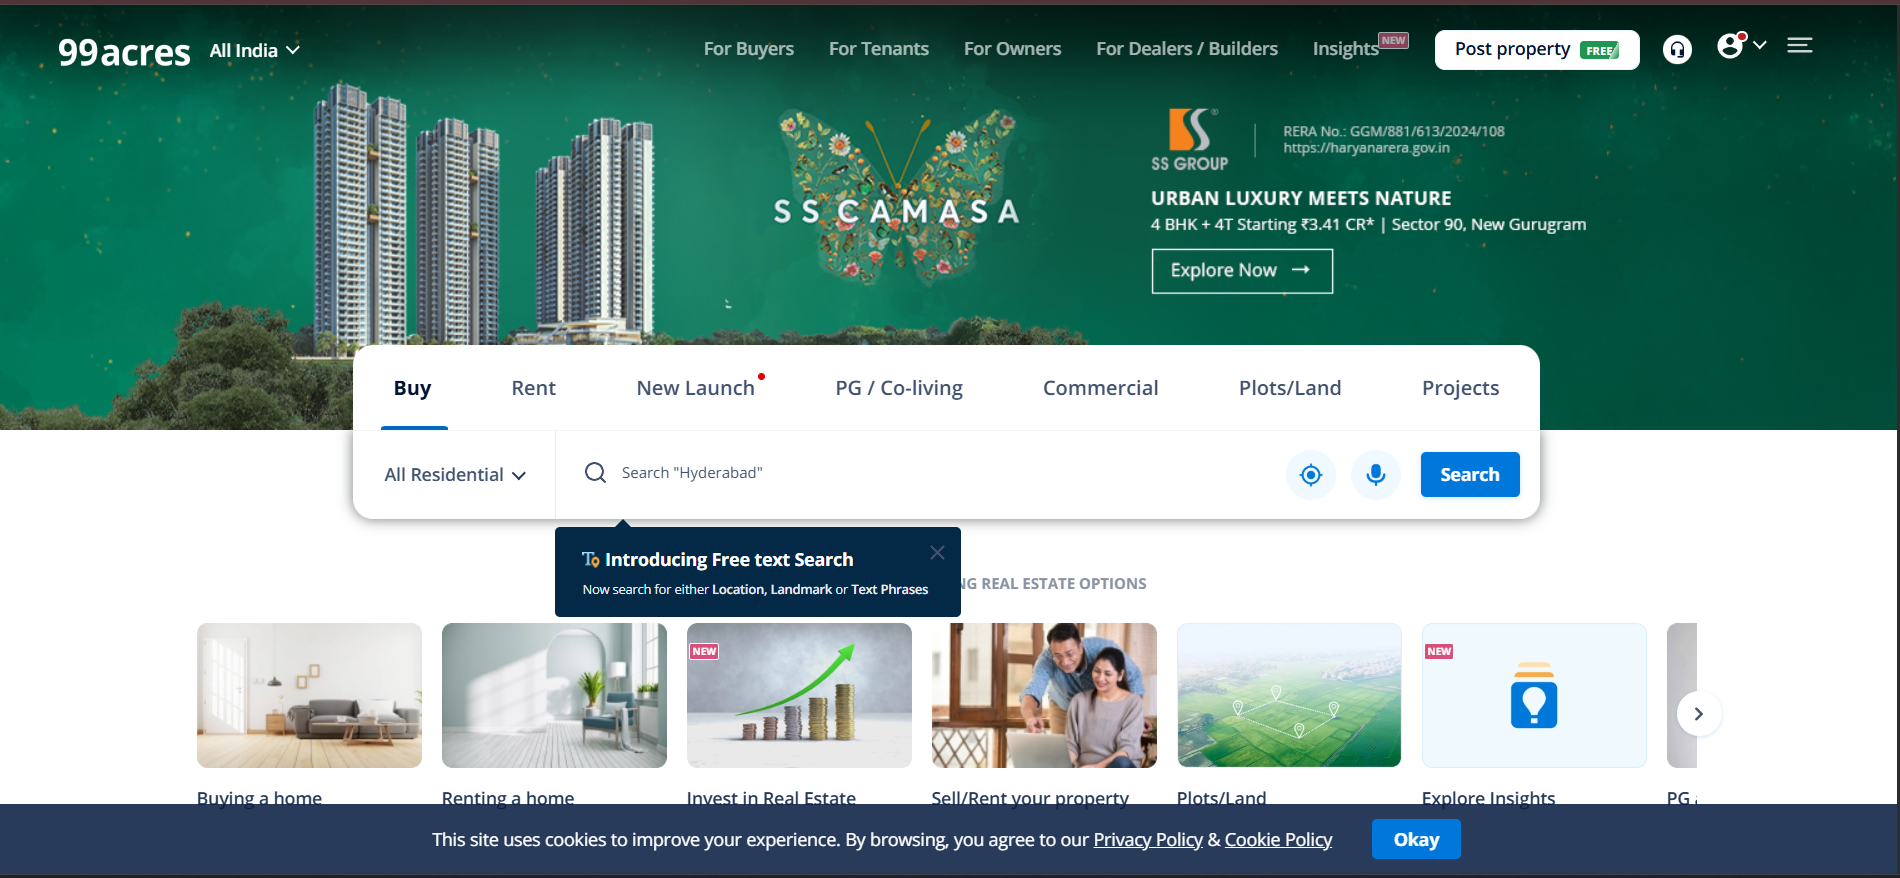 99acres
All India
For Buyers
For Tenants
For Owners
For Dealers / Builders
Insights
NEW
Post property FREE
SS CAMASA
SS GROUP
RERA No.: GGM/881/613/2024/108
https://haryanarera.gov.in
URBAN LUXURY MEETS NATURE
4 BHK + 4T Starting ₹3.41 CR* | Sector 90, New Gurugram
Explore Now →
Buy
Rent
New Launch
PG / Co-living
Commercial
Plots/Land
Projects
All Residential
Search "Hyderabad"
Search
Introducing Free text Search
Now search for either Location, Landmark or Text Phrases
REAL ESTATE OPTIONS
NEW
NEW
Buying a home
Renting a home
Invest in Real Estate
Sell/Rent your property
Plots/Land
Explore Insights
PG
This site uses cookies to improve your experience. By browsing, you agree to our Privacy Policy & Cookie Policy
Okay